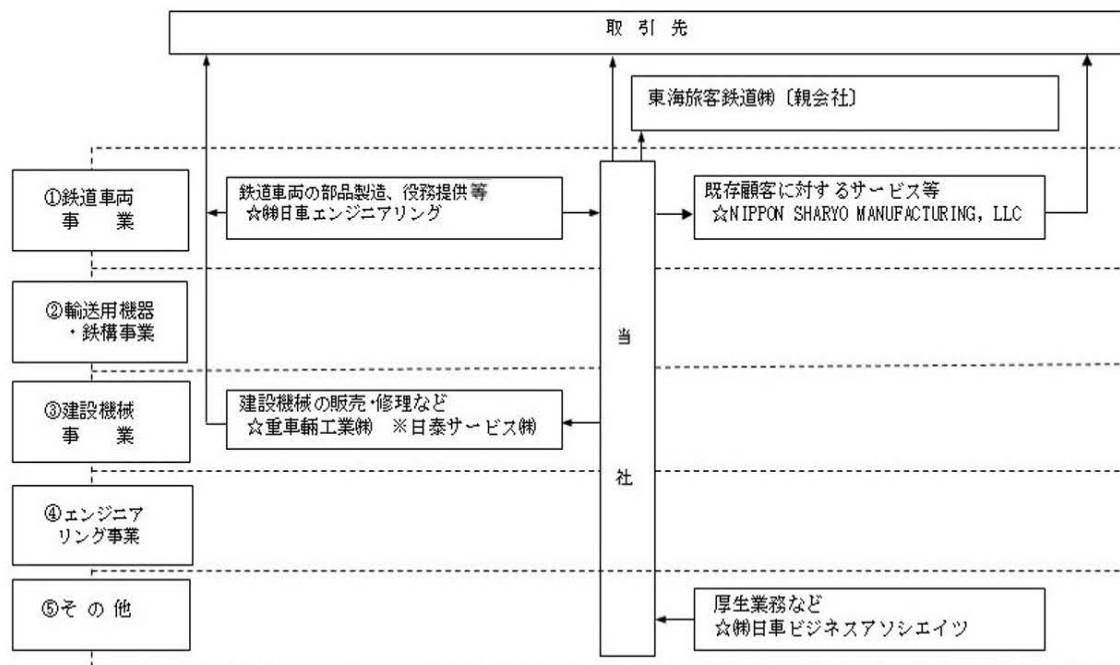 取 引 先
東海旅客鉄道㈱〔親会社〕
①鉄道車両
事 業
鉄道車両の部品製造、役務提供等
☆㈱日車エンジニアリング
既存顧客に対するサービス等
☆NIPPON SHARYO MANUFACTURING, LLC
②輸送用機器
・鉄構事業
当
社
③建設機械
事 業
建設機械の販売・修理など
☆重車輛工業㈱ ※日泰サービス㈱
④エンジニア
リング事業
⑤そ の 他
厚生業務など
☆㈱日車ビジネスアソシエイツ